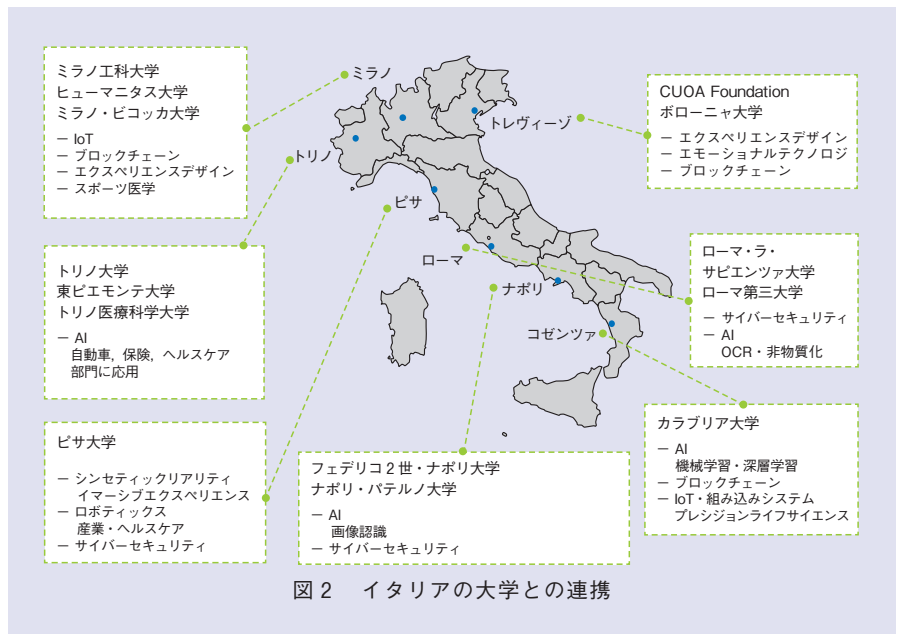 ミラノ工科大学
ヒューマニタス大学
ミラノ・ビコッカ大学
― IoT
― ブロックチェーン
― エクスペリエンスデザイン
― スポーツ医学
ミラノ
トリノ
ピサ
ローマ
ナポリ
コゼンツァ
トレヴィーゾ
CUOA Foundation
ボローニャ大学
― エクスペリエンスデザイン
― エモーショナルテクノロジ
― ブロックチェーン
トリノ大学
東ピエモンテ大学
トリノ医療科学大学
― AI
自動車，保険，ヘルスケア
部門に応用
ローマ・ラ・
サピエンツァ大学
ローマ第三大学
― サイバーセキュリティ
― AI
OCR・非物質化
ピサ大学
― シンセティックリアリティ
イマーシブエクスペリエンス
― ロボティックス
産業・ヘルスケア
― サイバーセキュリティ
フェデリコ2世・ナポリ大学
ナポリ・パテルノ大学
― AI
画像認識
― サイバーセキュリティ
カラブリア大学
― AI
機械学習・深層学習
― ブロックチェーン
― IoT・組み込みシステム
プレシジョンライフサイエンス
図2　イタリアの大学との連携